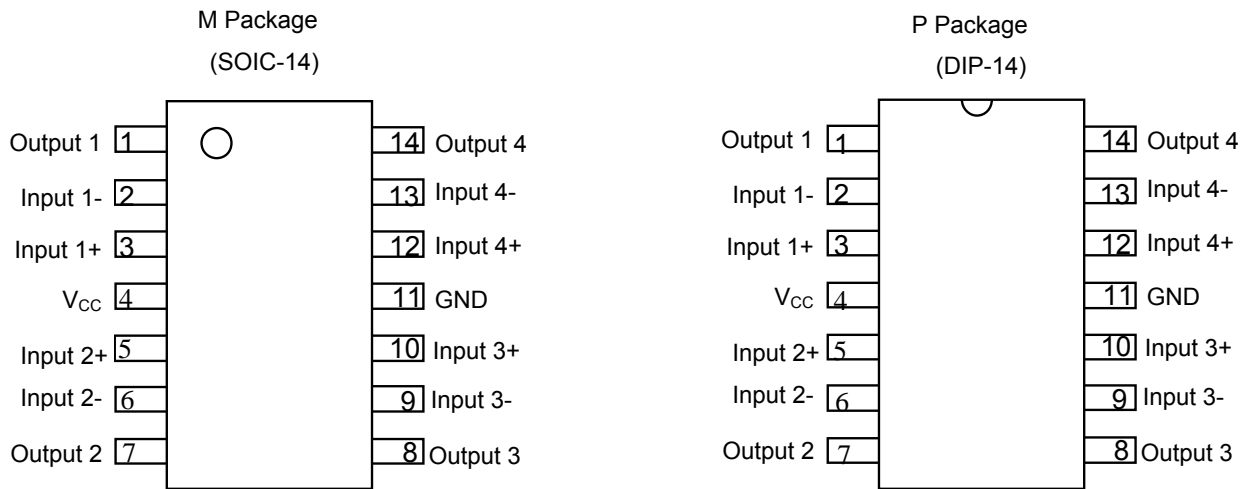 M Package
(SOIC-14)
Output 1 1 14 Output 4
Input 1- 2 13 Input 4-
Input 1+ 3 12 Input 4+
VCC 4 11 GND
Input 2+ 5 10 Input 3+
Input 2- 6 9 Input 3-
Output 2 7 8 Output 3
P Package
(DIP-14)
Output 1 1 14 Output 4
Input 1- 2 13 Input 4-
Input 1+ 3 12 Input 4+
VCC 4 11 GND
Input 2+ 5 10 Input 3+
Input 2- 6 9 Input 3-
Output 2 7 8 Output 3